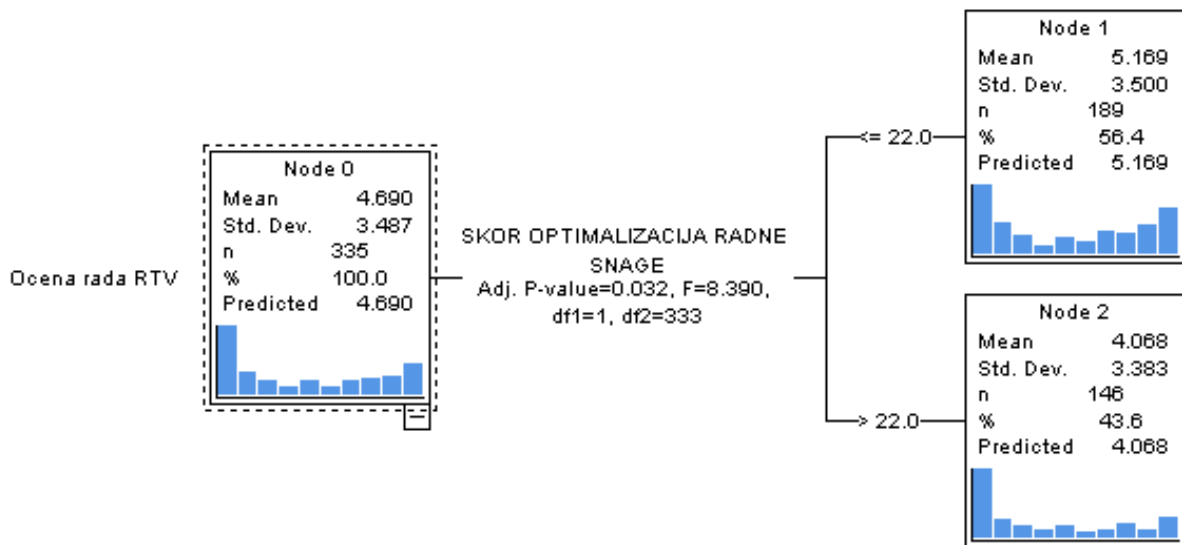 Ocena rada RTV
Node 0
Mean 4.690
Std. Dev. 3.487
n 335
% 100.0
Predicted 4.690
SKOR OPTIMALIZACIJA RADNE
SNAGE
Adj. P-value=0.032, F=8.390,
df1=1, df2=333
<= 22.0
Node 1
Mean 5.169
Std. Dev. 3.500
n 189
% 56.4
Predicted 5.169
> 22.0
Node 2
Mean 4.068
Std. Dev. 3.383
n 146
% 43.6
Predicted 4.068